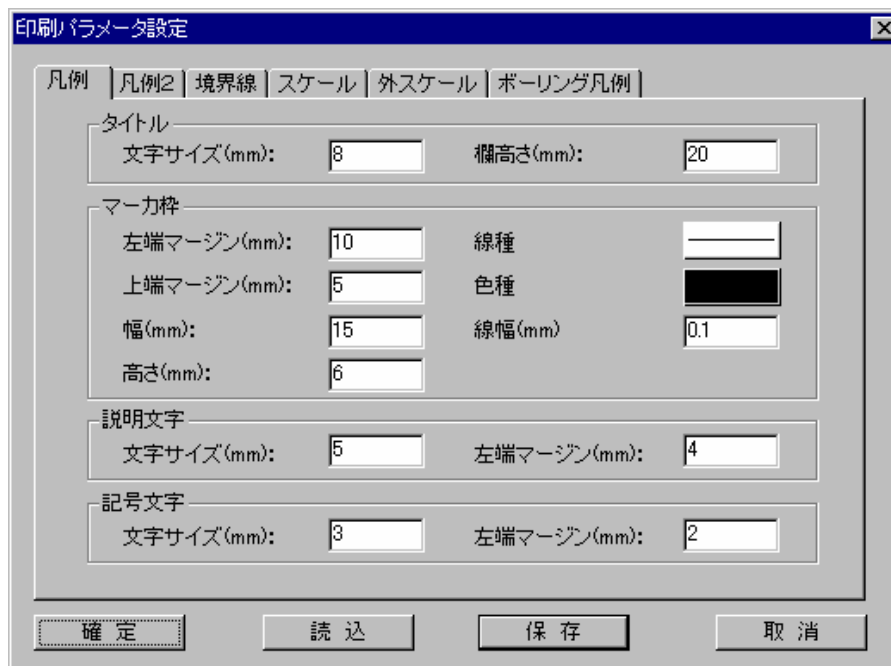 印刷パラメータ設定
凡例 凡例2 境界線 スケール 外スケール ボーリング凡例
タイトル
文字サイズ(mm): 8 欄高さ(mm): 20
マーカ枠
左端マージン(mm): 10 線種
上端マージン(mm): 5 色種
幅(mm): 15 線幅(mm) 0.1
高さ(mm): 6
説明文字
文字サイズ(mm): 5 左端マージン(mm): 4
記号文字
文字サイズ(mm): 3 左端マージン(mm): 2
確 定 読 込 保 存 取 消